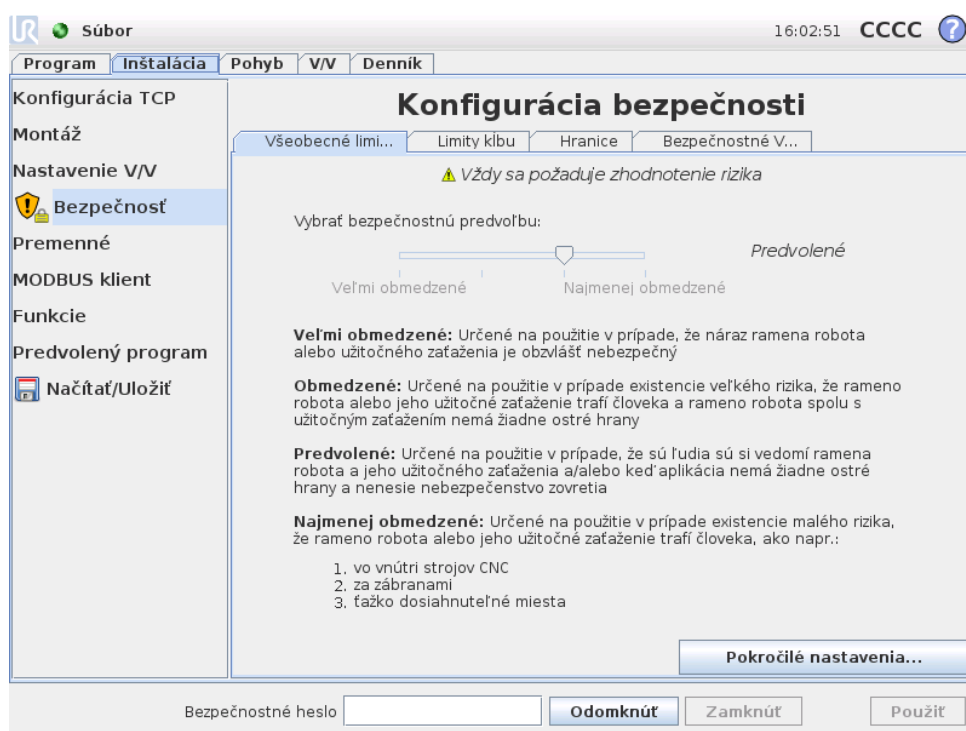 UR Súbor 16:02:51 CCCC ?
Program Inštalácia Pohyb V/V Denník
Konfigurácia TCP
Montáž
Nastavenie V/V
Bezpečnosť
Premenné
MODBUS klient
Funkcie
Predvolený program
Načítať/Uložiť
Konfigurácia bezpečnosti
Všeobecné limi... Limity kĺbu Hranice Bezpečnostné V...
Vždy sa požaduje zhodnotenie rizika
Vybrať bezpečnostnú predvoľbu:
Predvolené
Veľmi obmedzené Najmenej obmedzené
Veľmi obmedzené: Určené na použitie v prípade, že náraz ramena robota
alebo užitočného zaťaženia je obzvlášť nebezpečný
Obmedzené: Určené na použitie v prípade existencie veľkého rizika, že rameno
robota alebo jeho užitočné zaťaženie trafí človeka a rameno robota spolu s
užitočným zaťažením nemá žiadne ostré hrany
Predvolené: Určené na použitie v prípade, že sú ľudia sú si vedomí ramena
robota a jeho užitočného zaťaženia a/alebo keď aplikácia nemá žiadne ostré
hrany a nenesie nebezpečenstvo zovretia
Najmenej obmedzené: Určené na použitie v prípade existencie malého rizika,
že rameno robota alebo jeho užitočné zaťaženie trafí človeka, ako napr.:
1. vo vnútri strojov CNC
2. za zábranami
3. ťažko dosiahnuteľné miesta
Pokročilé nastavenia...
Bezpečnostné heslo Odomknúť Zamknúť Použiť